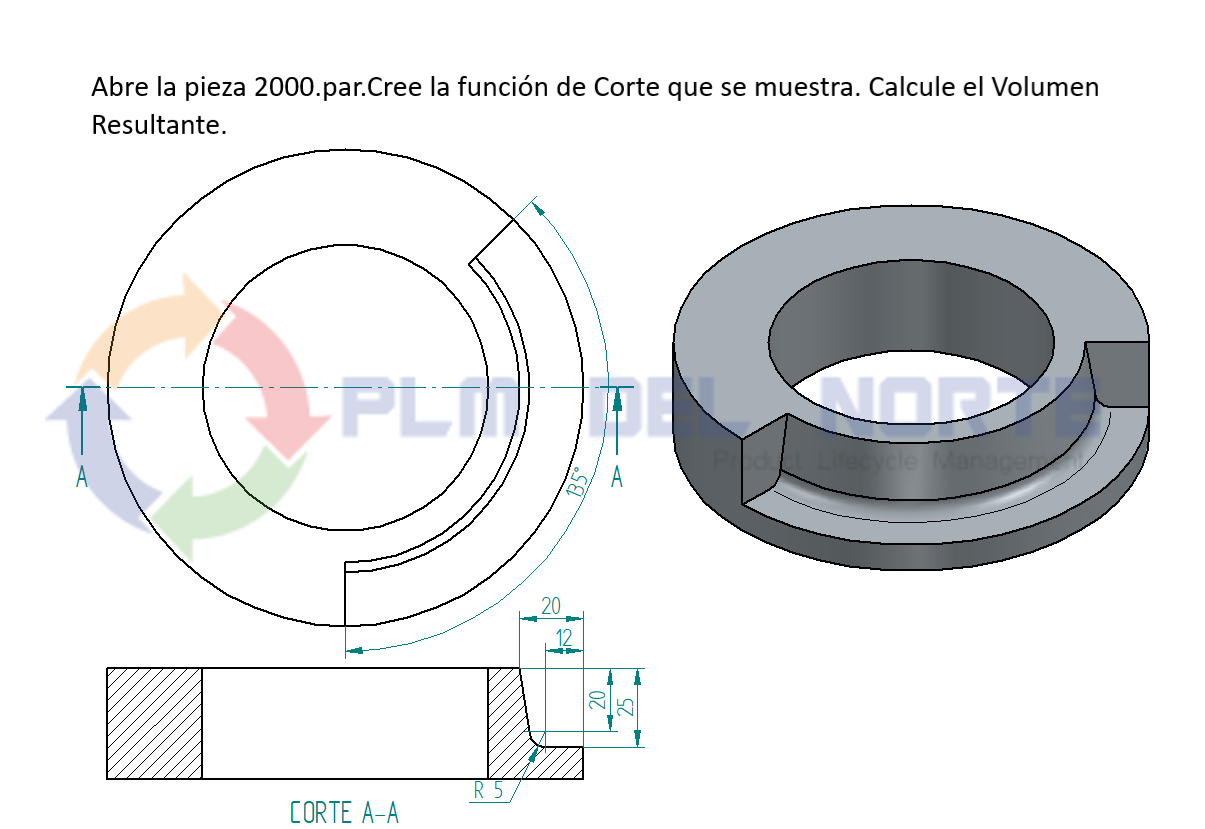 Abre la pieza 2000.par.Cree la función de Corte que se muestra. Calcule el Volumen
Resultante.
PLM DEL NORTE
Product Lifecycle Management
A
A
135°
20
12
20
25
R 5
CORTE A-A